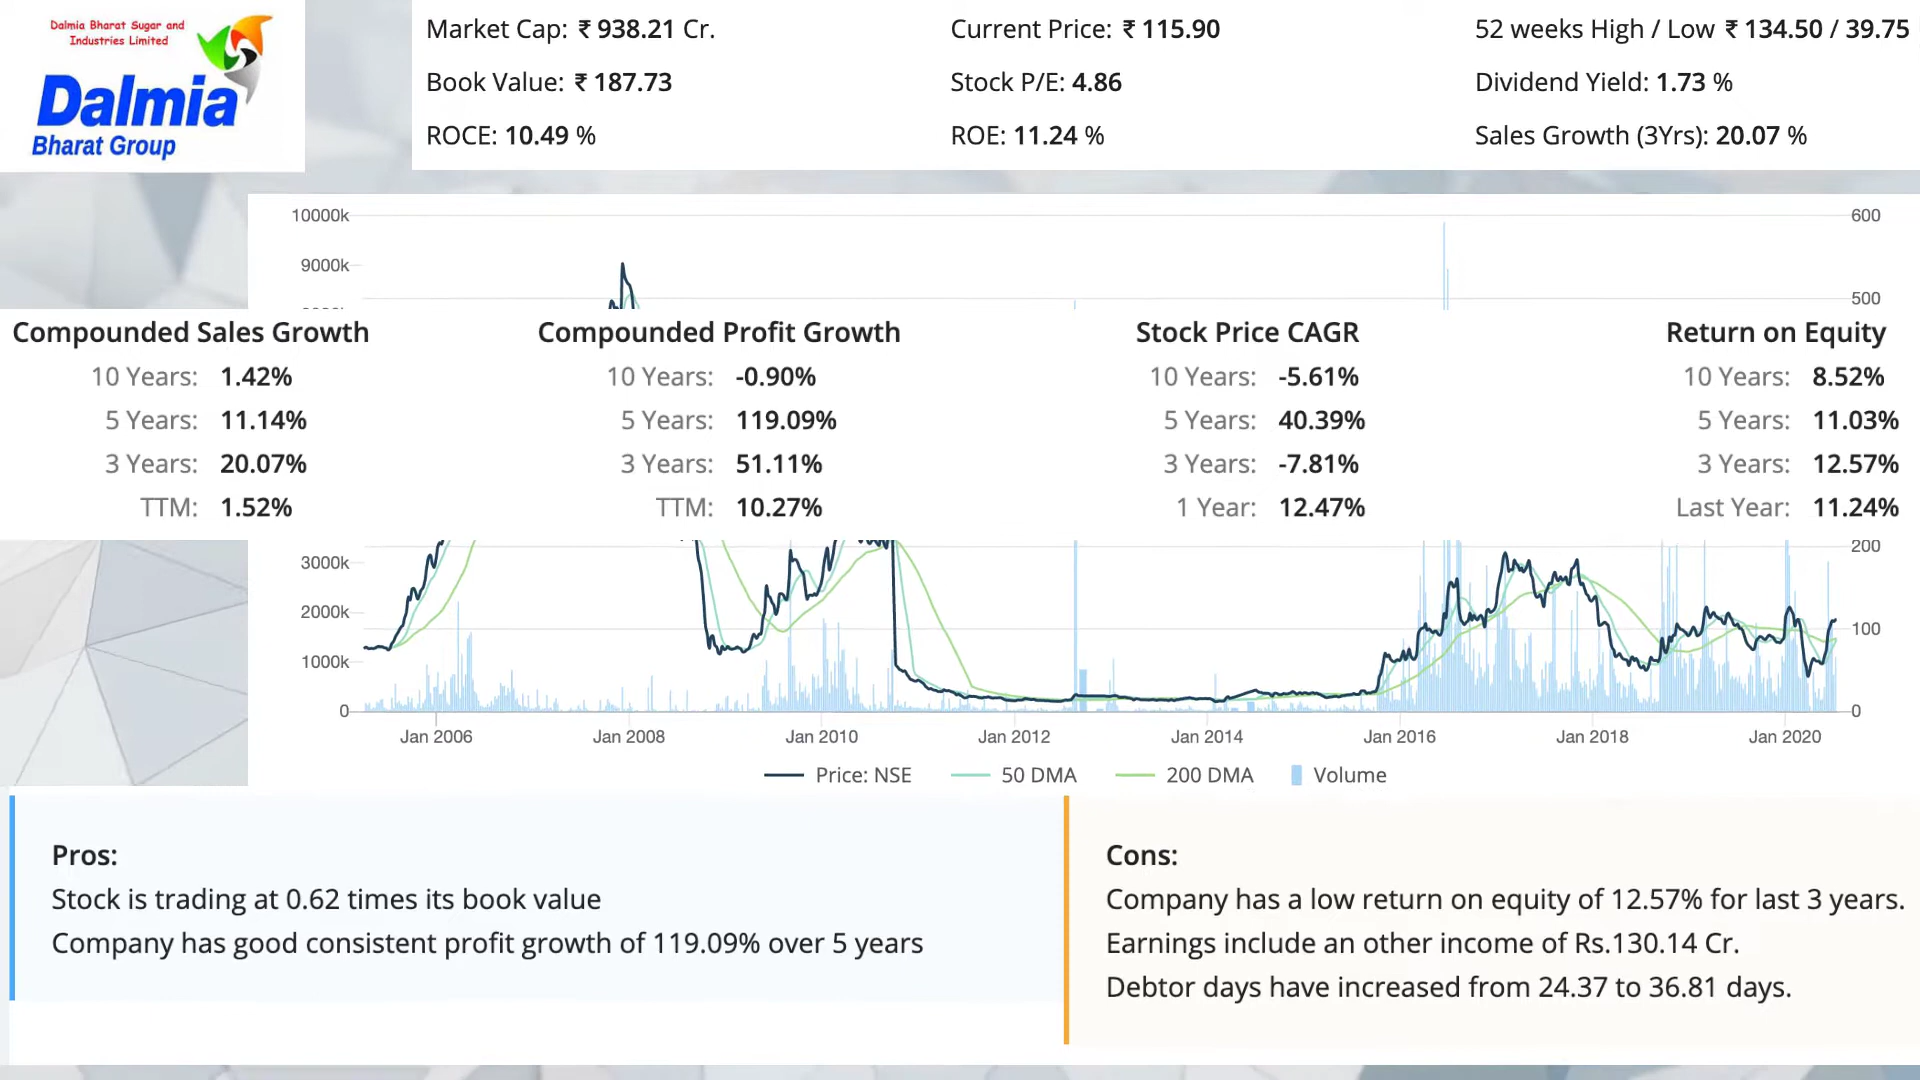 Dalmia Bharat Sugar and
Industries Limited
Dalmia
Bharat Group
Market Cap: ₹ 938.21 Cr.
Current Price: ₹ 115.90
52 weeks High / Low ₹ 134.50 / 39.75
Book Value: ₹ 187.73
Stock P/E: 4.86
Dividend Yield: 1.73 %
ROCE: 10.49 %
ROE: 11.24 %
Sales Growth (3Yrs): 20.07 %
10000k
600
9000k
500
Compounded Sales Growth
10 Years: 1.42%
5 Years: 11.14%
3 Years: 20.07%
TTM: 1.52%
Compounded Profit Growth
10 Years: -0.90%
5 Years: 119.09%
3 Years: 51.11%
TTM: 10.27%
Stock Price CAGR
10 Years: -5.61%
5 Years: 40.39%
3 Years: -7.81%
1 Year: 12.47%
Return on Equity
10 Years: 8.52%
5 Years: 11.03%
3 Years: 12.57%
Last Year: 11.24%
3000k
200
2000k
100
1000k
0
0
Jan 2006
Jan 2008
Jan 2010
Jan 2012
Jan 2014
Jan 2016
Jan 2018
Jan 2020
Price: NSE
50 DMA
200 DMA
Volume
Pros:
Stock is trading at 0.62 times its book value
Company has good consistent profit growth of 119.09% over 5 years
Cons:
Company has a low return on equity of 12.57% for last 3 years.
Earnings include an other income of Rs.130.14 Cr.
Debtor days have increased from 24.37 to 36.81 days.